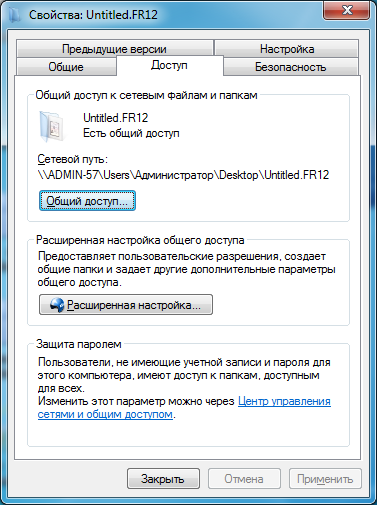 Свойства: Untitled.FR12
Предыдущие версии
Настройка
Общие
Доступ
Безопасность
Общий доступ к сетевым файлам и папкам
Untitled.FR12
Есть общий доступ
Сетевой путь:
\\ADMIN-57\Users\Администратор\Desktop\Untitled.FR12
Общий доступ...
Расширенная настройка общего доступа
Предоставляет пользовательские разрешения, создает
общие папки и задает другие дополнительные параметры
общего доступа.
Расширенная настройка...
Защита паролем
Пользователи, не имеющие учетной записи и пароля для
этого компьютера, имеют доступ к папкам, доступным
для всех.
Изменить этот параметр можно через Центр управления
сетями и общим доступом.
Закрыть
Отмена
Применить